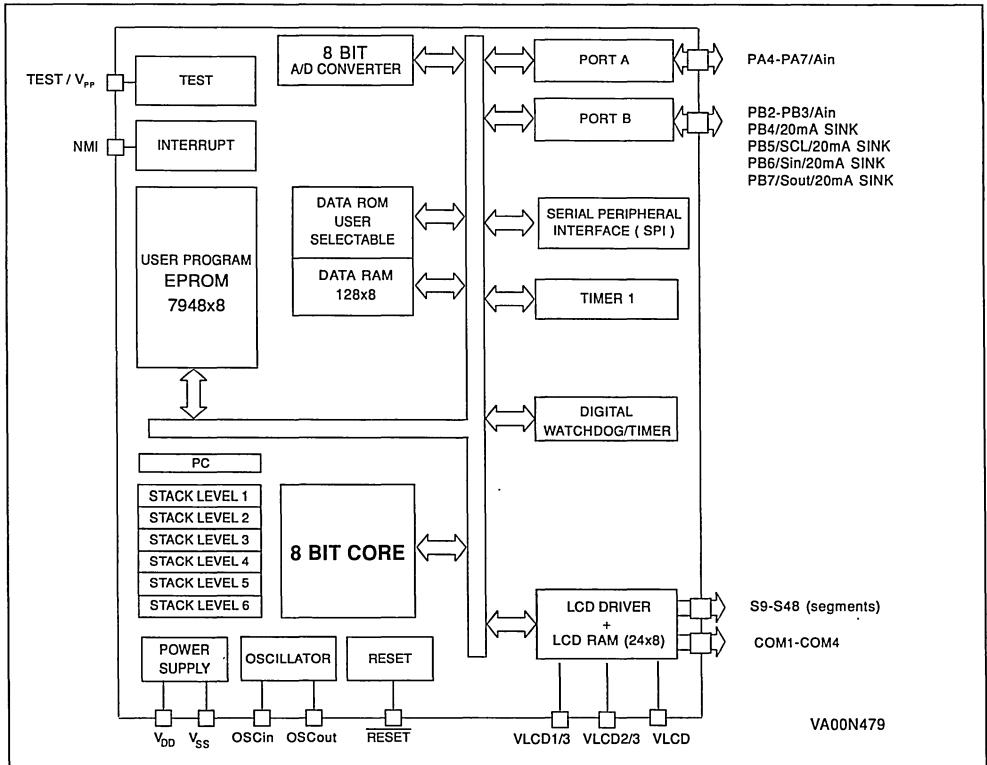 8 BIT
A/D CONVERTER
PORT A
PA4-PA7/Ain
TEST / VPP
TEST
PORT B
PB2-PB3/Ain
PB4/20mA SINK
PB5/SCL/20mA SINK
PB6/Sin/20mA SINK
PB7/Sout/20mA SINK
NMI
INTERRUPT
DATA ROM
USER
SELECTABLE
SERIAL PERIPHERAL
INTERFACE ( SPI )
USER PROGRAM
EPROM
7948x8
DATA RAM
128x8
TIMER 1
DIGITAL
WATCHDOG/TIMER
PC
STACK LEVEL 1
STACK LEVEL 2
STACK LEVEL 3
STACK LEVEL 4
STACK LEVEL 5
STACK LEVEL 6
8 BIT CORE
LCD DRIVER
+
LCD RAM (24x8)
S9-S48 (segments)
COM1-COM4
POWER
SUPPLY
OSCILLATOR
RESET
VDD
VSS
OSCin
OSCout
RESET
VLCD1/3
VLCD2/3
VLCD
VA00N479